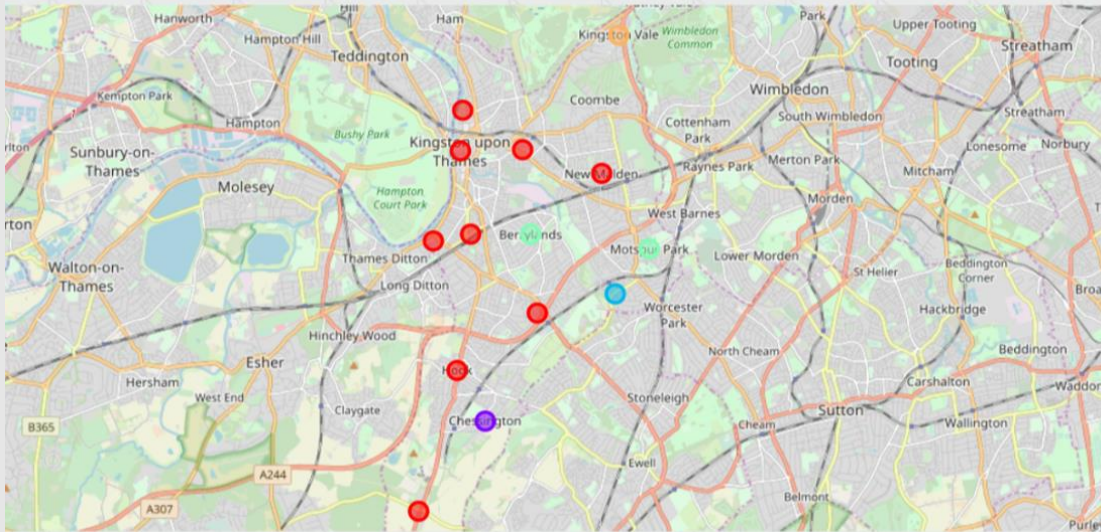 Hanworth
Hill
Ham
Kingston Vale
Wimbledon
Common
Park
Upper Tooting
Streatham
Hampton Hill
Teddington
Tooting
Kempton Park
Coombe
Wimbledon
Streatham
Hampton
Bushy Park
Kingston upon
Thames
Cottenham
Park
South Wimbledon
Lonesome
Norbury
Sunbury-on-
Thames
Raynes Park
Merton Park
Mitcham
Molesey
Hampton
Court Park
New Malden
Morden
West Barnes
Berrylands
Motspur Park
Lower Morden
Thames Ditton
St Helier
Beddington
Corner
Walton-on-
Thames
Long Ditton
Worcester
Park
Hackbridge
Hinchley Wood
North Cheam
Beddington
Esher
Hook
Hersham
West End
Carshalton
Waddon
Claygate
Stoneleigh
Sutton
B365
Chessington
Cheam
Wallington
A244
Ewell
A307
Belmont
Purley